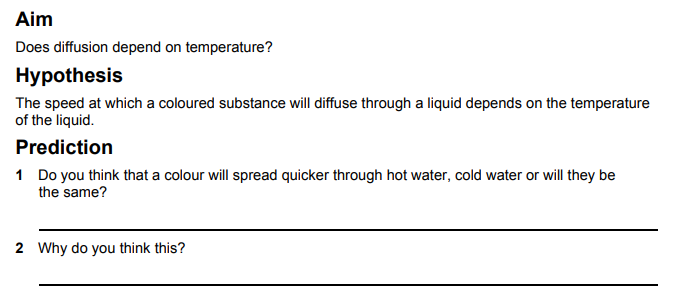 Aim
Does diffusion depend on temperature?
Hypothesis
The speed at which a coloured substance will diffuse through a liquid depends on the temperature
of the liquid.
Prediction
1 Do you think that a colour will spread quicker through hot water, cold water or will they be
the same?
2 Why do you think this?